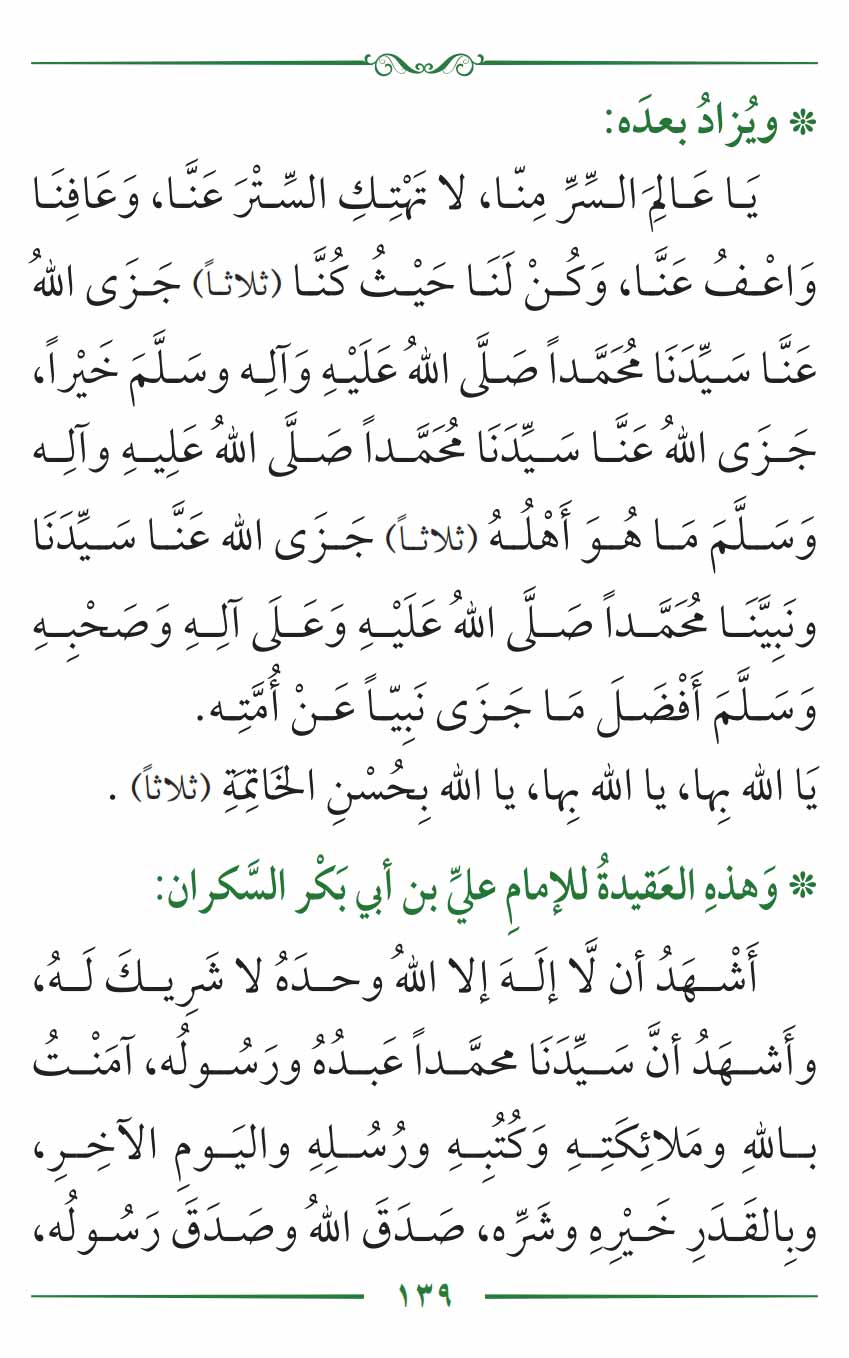 ❊ ويُزادُ بعدَه:
يَـا عَـالِمَ الـسِّرِّ مِنّـا، لا تَهْتِـكِ السِّـتْرَ عَنَّـا، وَعَافِنَـا
وَاعْـفُ عَنَّـا، وَكُـنْ لَنَـا حَيْـثُ كُنَّـا (ثلاثـاً) جَـزَى اللهُ
عَنَّـا سَـيِّدَنَا مُحَمَّـداً صَـلَّى اللهُ عَلَيْـهِ وَآلِـه وسَـلَّمَ خَيْراً،
جَـزَى اللهُ عَنَّـا سَـيِّدَنَا مُحَمَّـداً صَـلَّى اللهُ عَلِيـهِ وآلِـه
وَسَـلَّمَ مَـا هُـوَ أَهْلُـهُ (ثلاثـاً) جَـزَى الله عَنَّـا سَـيِّدَنَا
ونَبِيَّنَـا مُحَمَّـداً صَـلَّى اللهُ عَلَيْـهِ وَعَـلَى آلِـهِ وَصَحْبِـهِ
وَسَـلَّمَ أَفْضَـلَ مَـا جَـزَى نَبِيّـاً عَـنْ أُمَّتِـه.
يَا الله بِها، يا الله بِها، يا الله بِحُسْنِ الخَاتِمَةِ (ثلاثاً) .
❊ وَهذهِ العَقيدةُ للإمامِ عليِّ بن أبي بَكْر السَّكران:
أَشْـهَدُ أن لَّا إلَـهَ إلا اللهُ وحـدَهُ لا شَرِيـكَ لَـهُ،
وأَشـهَدُ أنَّ سَـيِّدَنَا محمَّـداً عَبـدُهُ ورَسُـولُه، آمَنْـتُ
بـاللهِ ومَلائِكَتِـهِ وَكُتُبِـهِ ورُسُـلِهِ واليَـومِ الآخِـرِ،
وبِالقَـدَرِ خَـيْرِهِ وشَرِّه، صَـدَقَ اللهُ وصَـدَقَ رَسُـولُه،
١٣٩